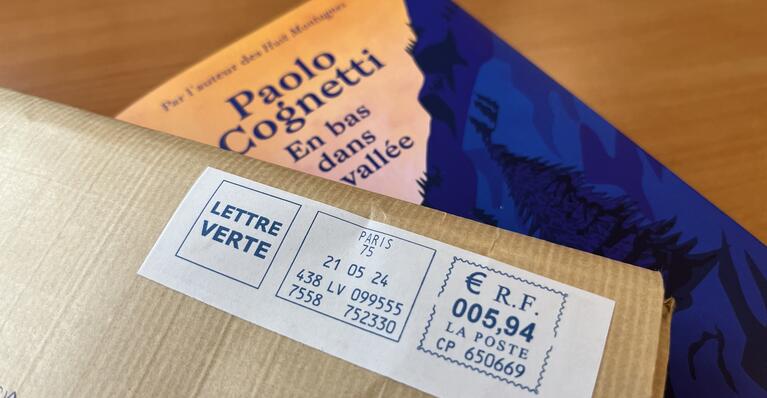 Par l'auteur des Huit Montagnes
Paolo
Cognetti
En bas
dans
vallée
LETTRE
VERTE
PARIS
75
21 05 24
438 LV 099555
7558 752330
€ R.F.
005,94
LA POSTE
CP 650669